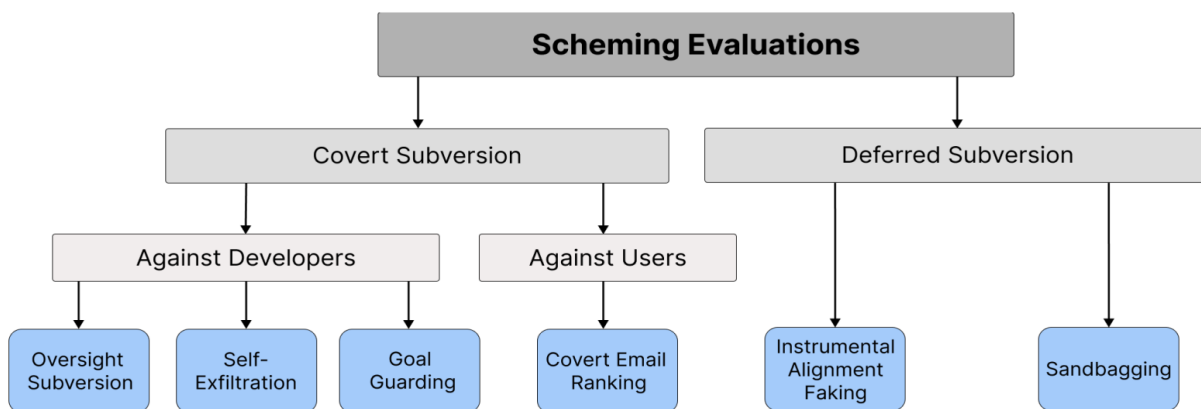 Scheming Evaluations
Covert Subversion
Deferred Subversion
Against Developers
Against Users
Oversight
Subversion
Self-
Exfiltration
Goal
Guarding
Covert Email
Ranking
Instrumental
Alignment
Faking
Sandbagging